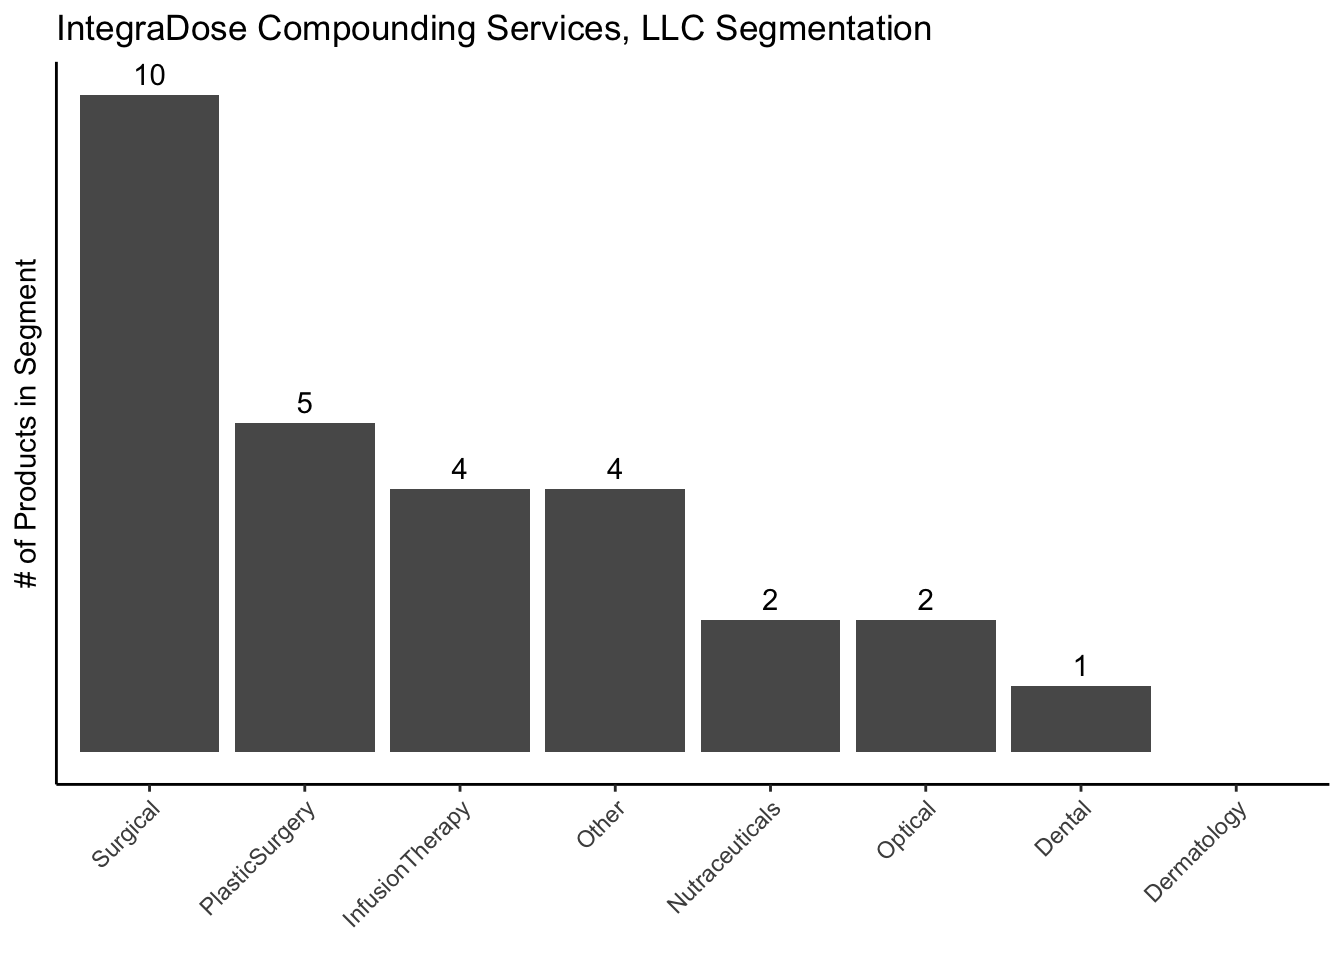 IntegraDose Compounding Services, LLC Segmentation
# of Products in Segment
10
5
4
4
2
2
1
Surgical
PlasticSurgery
InfusionTherapy
Other
Nutraceuticals
Optical
Dental
Dermatology